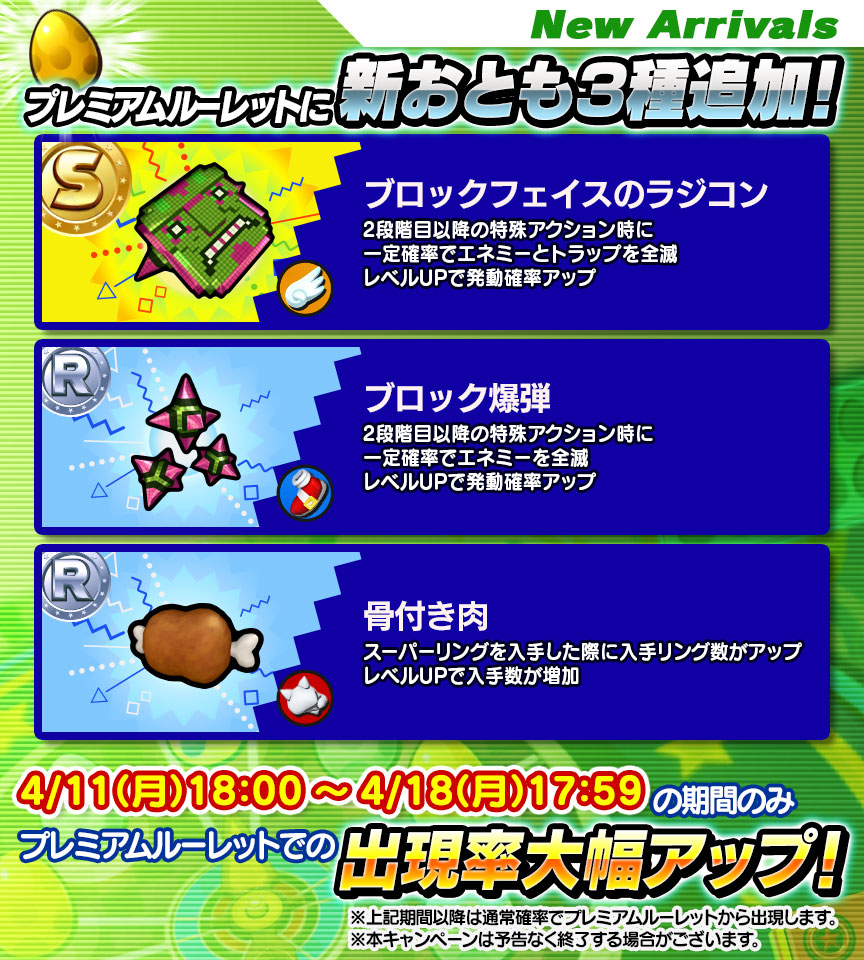 New Arrivals
プレミアムルーレットに新おとも3種追加!
S
ブロックフェイスのラジコン
2段階目以降の特殊アクション時に
一定確率でエネミーとトラップを全滅
レベルUPで発動確率アップ
R
ブロック爆弾
2段階目以降の特殊アクション時に
一定確率でエネミーを全滅
レベルUPで発動確率アップ
R
骨付き肉
スーパーリングを入手した際に入手リング数がアップ
レベルUPで入手数が増加
4/11(月)18:00 ~ 4/18(月)17:59 の期間のみ
プレミアムルーレットでの出現率大幅アップ!
※上記期間以降は通常確率でプレミアムルーレットから出現します。
※本キャンペーンは予告なく終了する場合がございます。